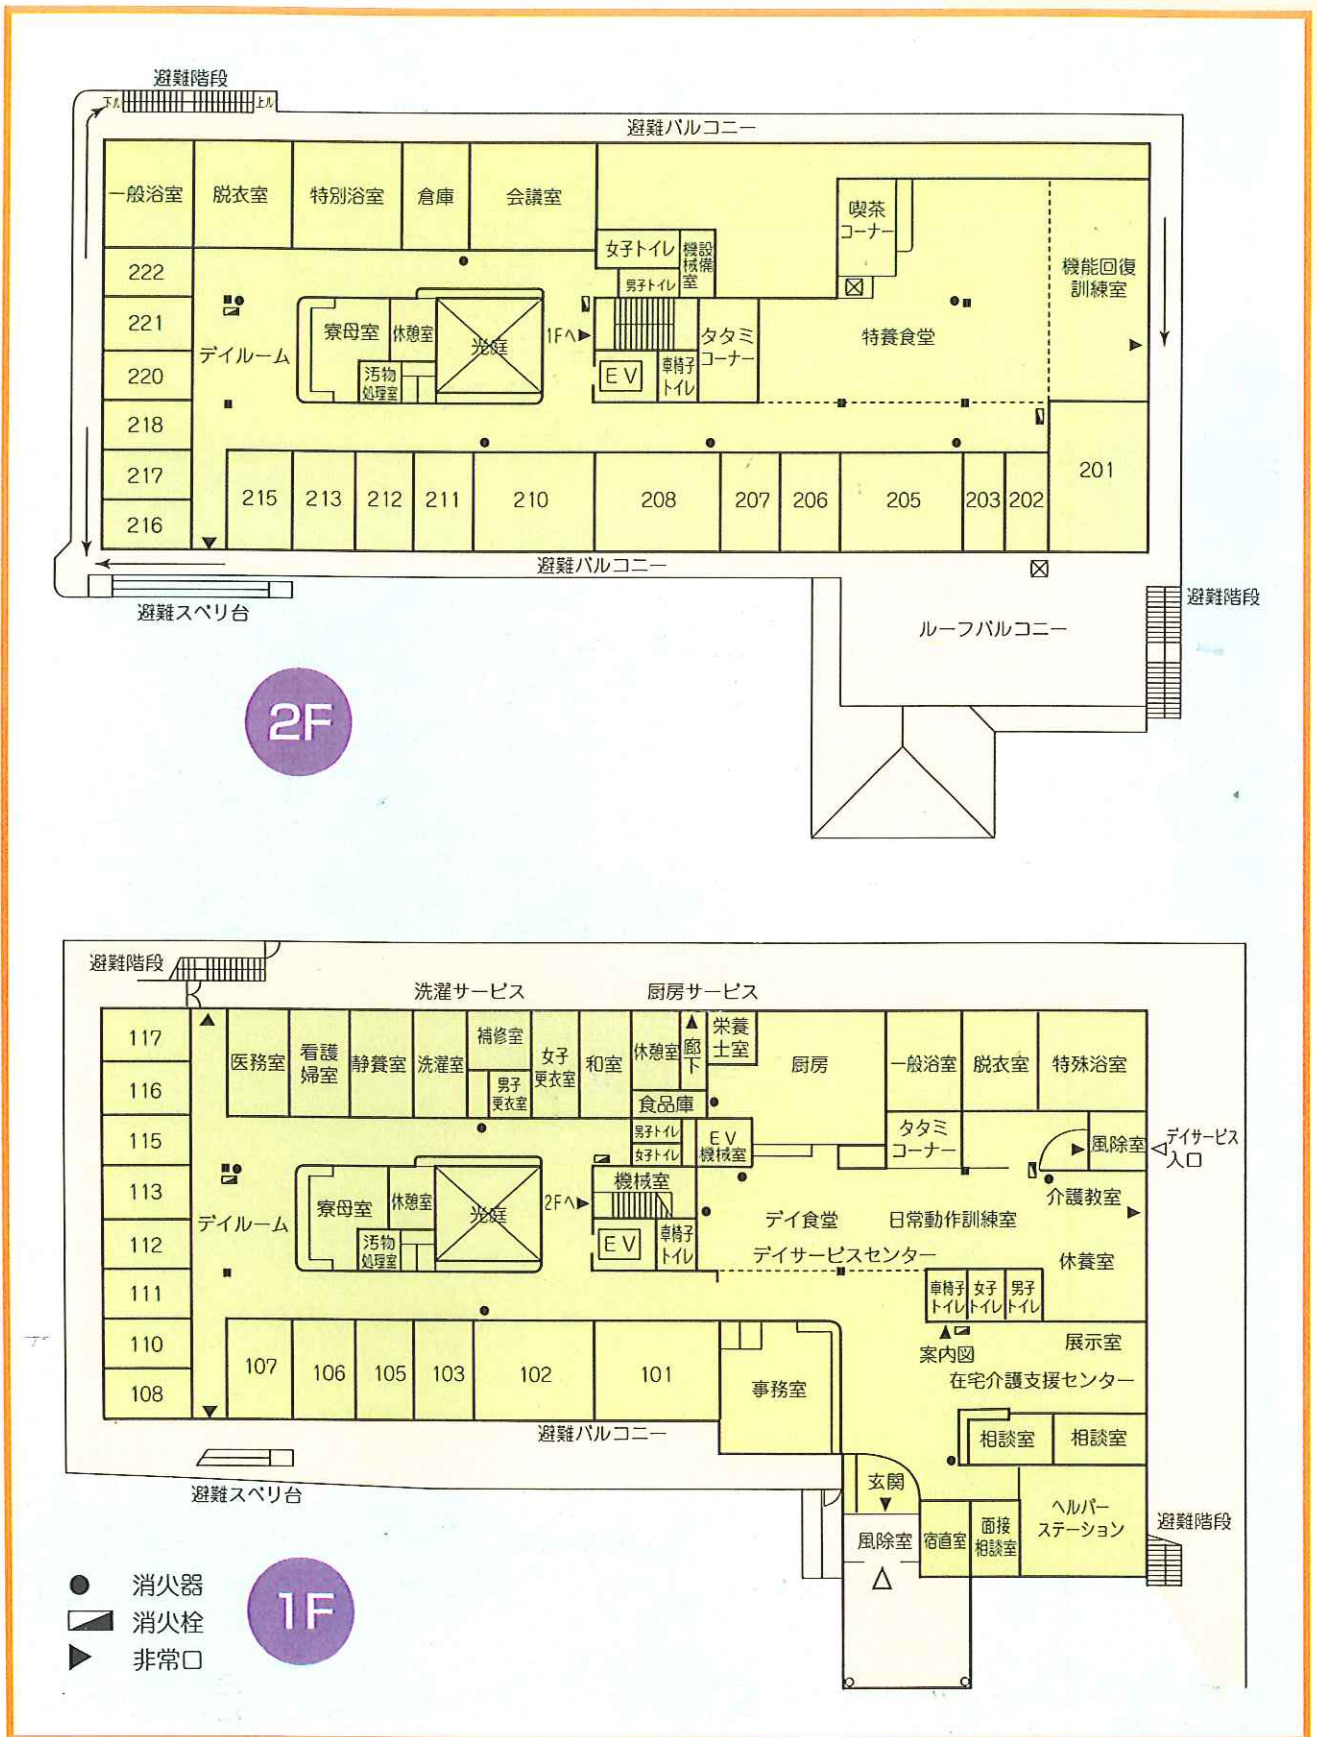 避難階段
下ル
上ル
避難バルコニー
一般浴室
脱衣室
特別浴室
倉庫
会議室
喫茶
コーナー
女子トイレ
機械室
設備
男子トイレ
機能回復
訓練室
222
221
220
218
217
216
デイルーム
寮母室
休憩室
汚物
処理室
光庭
1Fへ
EV
車椅子
トイレ
タタミ
コーナー
特養食堂
215
213
212
211
210
208
207
206
205
203
202
201
避難バルコニー
避難スベリ台
避難階段
ルーフバルコニー
2F
避難階段
洗濯サービス
厨房サービス
117
116
115
113
112
111
110
108
医務室
看護
婦室
静養室
洗濯室
補修室
男子
更衣室
女子
更衣室
和室
休憩室
廊下
栄養
士室
厨房
一般浴室
脱衣室
特殊浴室
食品庫
男子トイレ
女子トイレ
EV
機械室
タタミ
コーナー
風除室
デイサービス
入口
デイルーム
寮母室
休憩室
汚物
処理室
光庭
2Fへ
機械室
EV
車椅子
トイレ
デイ食堂
日常動作訓練室
介護教室
デイサービスセンター
休養室
車椅子
トイレ
女子
トイレ
男子
トイレ
案内図
展示室
在宅介護支援センター
107
106
105
103
102
101
事務室
相談室
相談室
避難バルコニー
避難スベリ台
玄関
風除室
宿直室
面接
相談室
ヘルパー
ステーション
避難階段
消火器
消火栓
非常口
1F